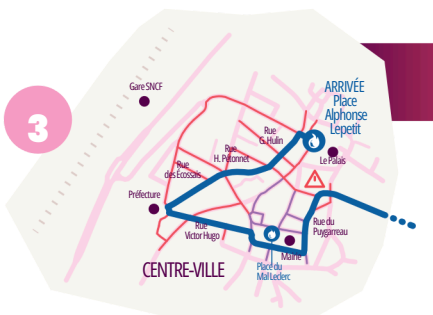 3
Gare SNCF
ARRIVÉE
Place
Alphonse
Lepetit
Rue
G. Hulin
Rue
H. Pétonnet
Le Palais
Rue
des Écossais
Préfecture
Rue
Victor Hugo
Rue du
Puygarreau
Mairie
CENTRE-VILLE
Place du
Mal Leclerc